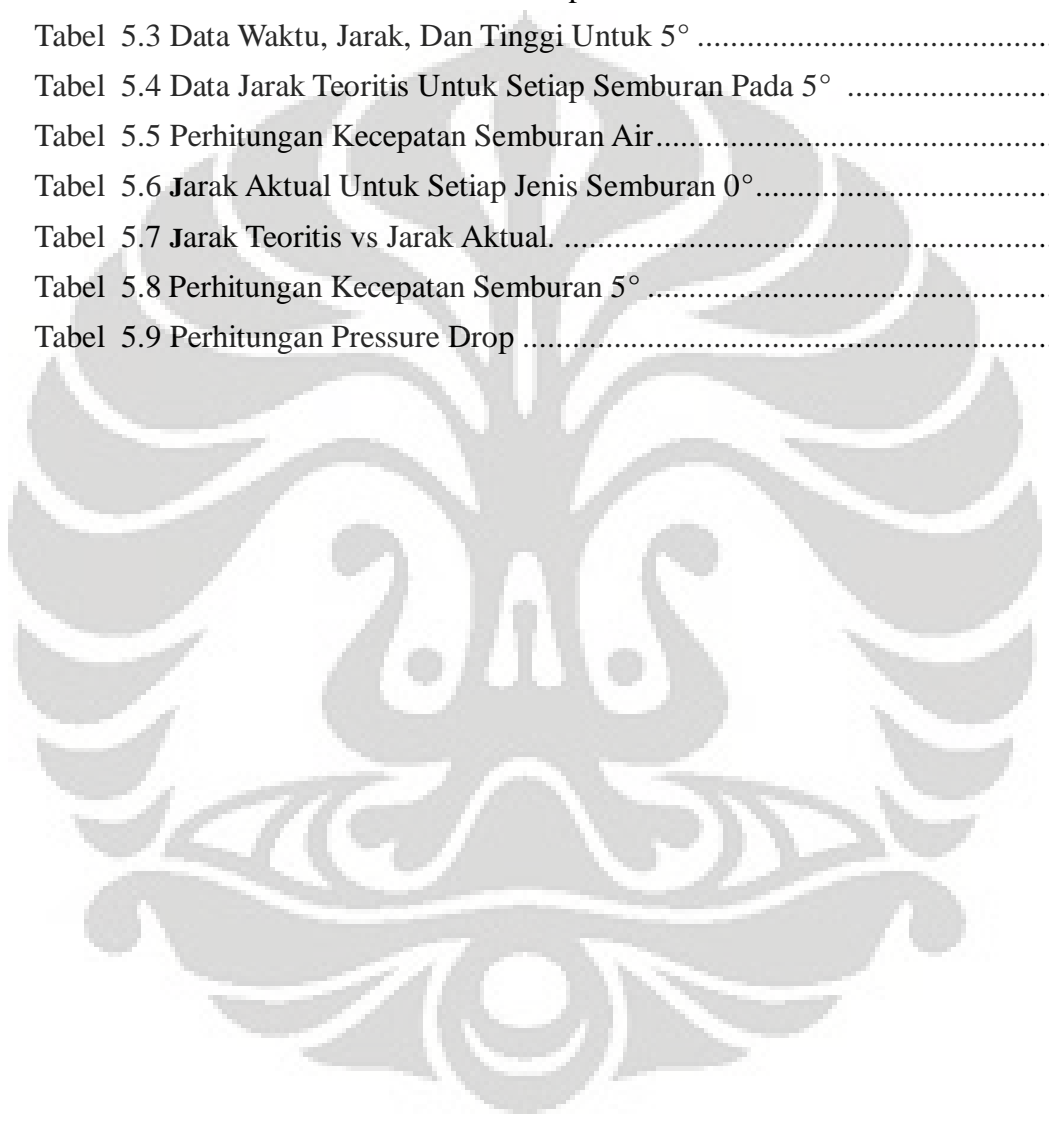 Tabel 5.3 Data Waktu, Jarak, Dan Tinggi Untuk 5° ..........................................
Tabel 5.4 Data Jarak Teoritis Untuk Setiap Semburan Pada 5° ........................
Tabel 5.5 Perhitungan Kecepatan Semburan Air................................................
Tabel 5.6 Jarak Aktual Untuk Setiap Jenis Semburan 0°...................................
Tabel 5.7 Jarak Teoritis vs Jarak Aktual. ...........................................................
Tabel 5.8 Perhitungan Kecepatan Semburan 5° .................................................
Tabel 5.9 Perhitungan Pressure Drop .................................................................